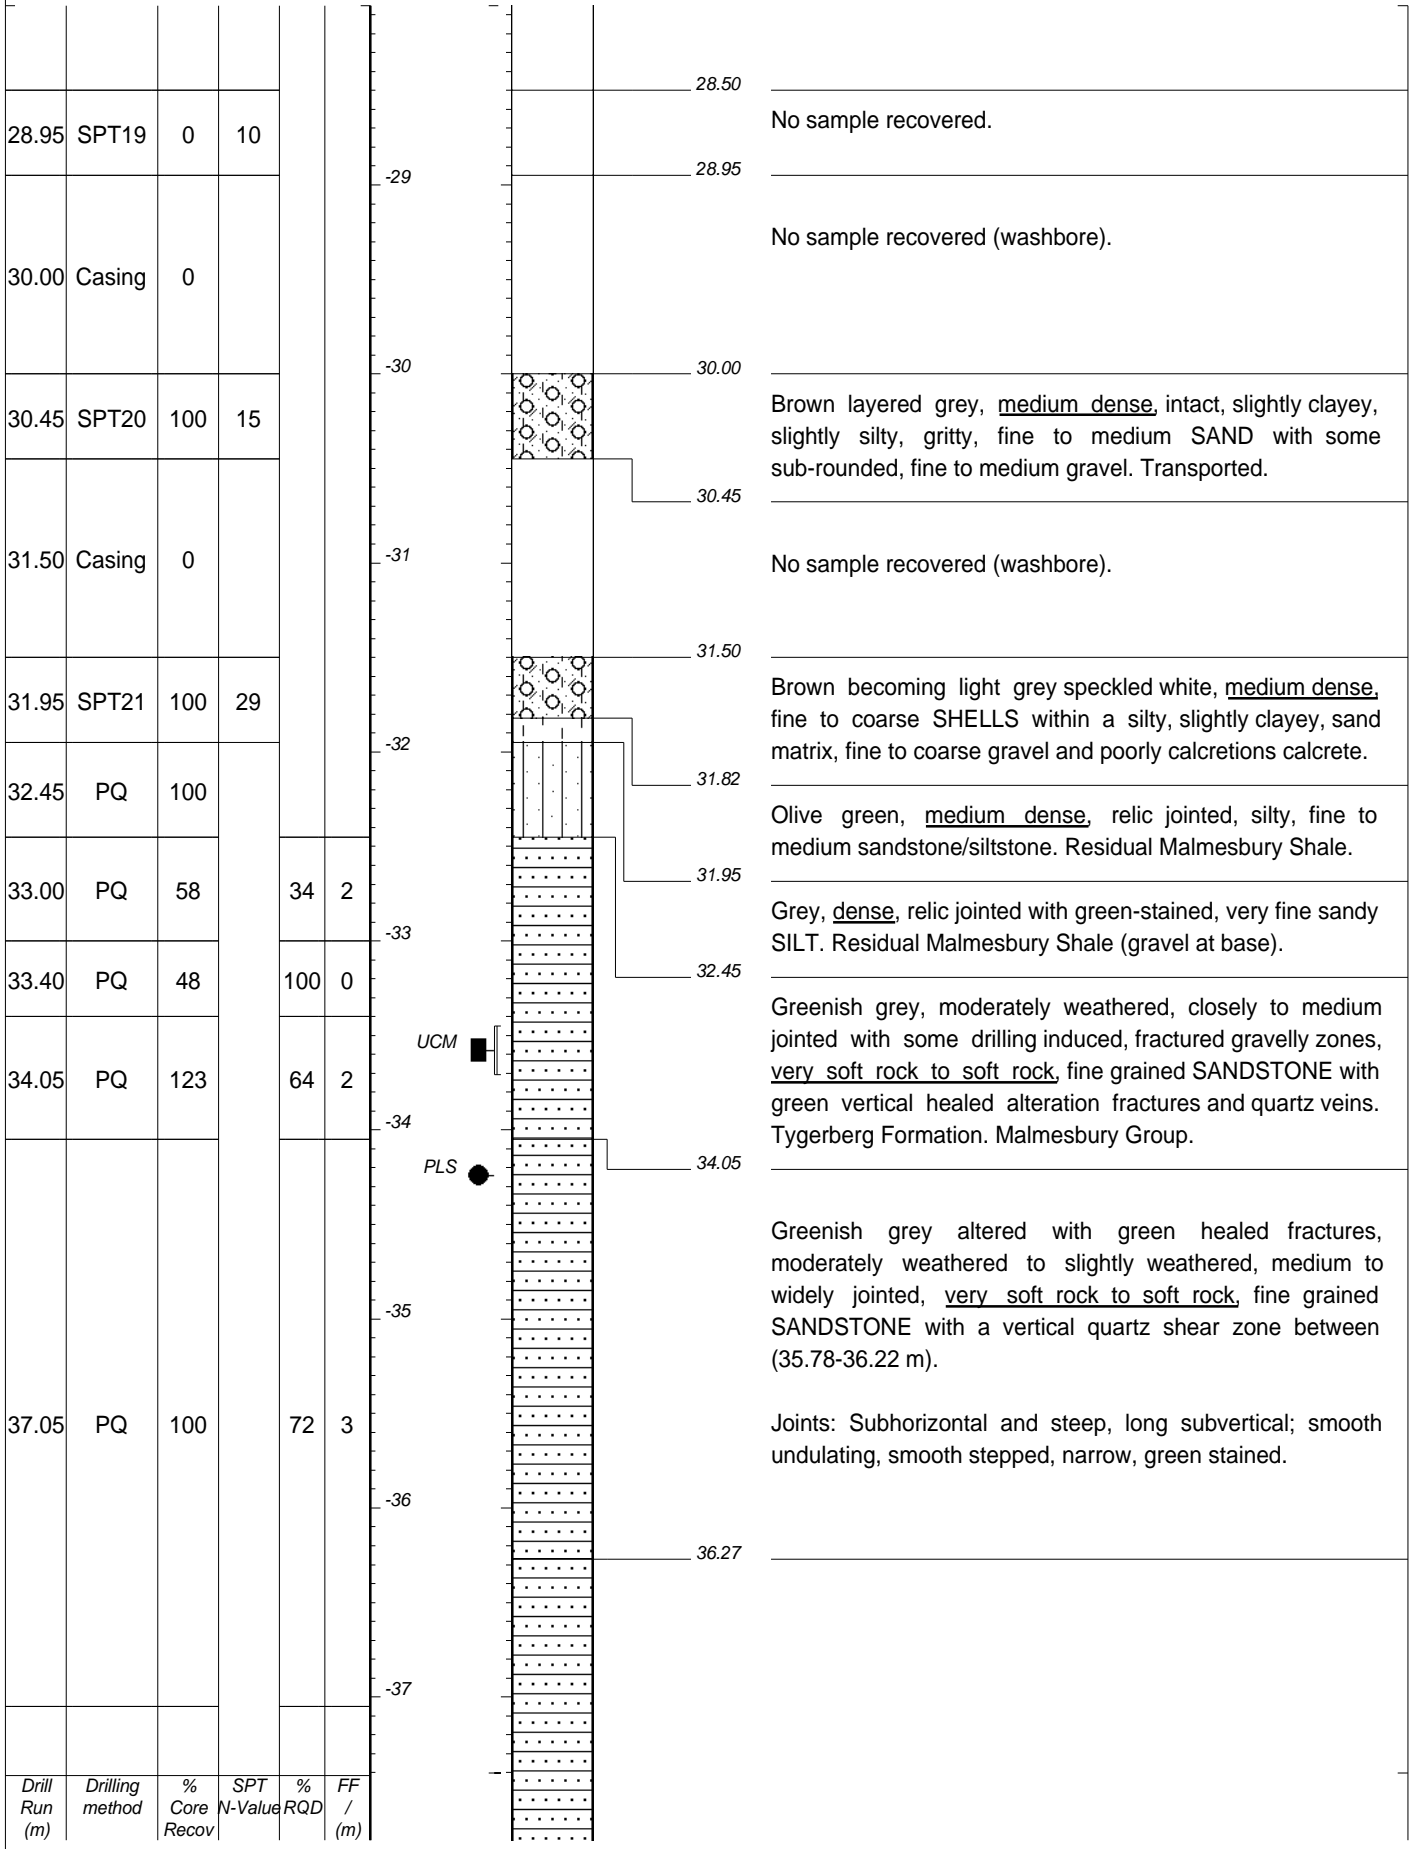 28.50
No sample recovered.
28.95 SPT19 0 10
28.95
-29
No sample recovered (washbore).
30.00 Casing 0
-30
30.00
Brown layered grey, medium dense, intact, slightly clayey,
slightly silty, gritty, fine to medium SAND with some
sub-rounded, fine to medium gravel. Transported.
30.45 SPT20 100 15
30.45
31.50 Casing 0
-31
No sample recovered (washbore).
31.50
Brown becoming light grey speckled white, medium dense,
fine to coarse SHELLS within a silty, slightly clayey, sand
matrix, fine to coarse gravel and poorly calcretions calcrete.
31.95 SPT21 100 29
-32
31.82
32.45 PQ 100
Olive green, medium dense, relic jointed, silty, fine to
medium sandstone/siltstone. Residual Malmesbury Shale.
31.95
33.00 PQ 58 34 2
Grey, dense, relic jointed with green-stained, very fine sandy
SILT. Residual Malmesbury Shale (gravel at base).
-33
32.45
33.40 PQ 48 100 0
Greenish grey, moderately weathered, closely to medium
jointed with some drilling induced, fractured gravelly zones,
very soft rock to soft rock, fine grained SANDSTONE with
green vertical healed alteration fractures and quartz veins.
Tygerberg Formation. Malmesbury Group.
UCM
34.05 PQ 123 64 2
-34
34.05
PLS
Greenish grey altered with green healed fractures,
moderately weathered to slightly weathered, medium to
widely jointed, very soft rock to soft rock, fine grained
SANDSTONE with a vertical quartz shear zone between
(35.78-36.22 m).
-35
37.05 PQ 100 72 3
Joints: Subhorizontal and steep, long subvertical; smooth
undulating, smooth stepped, narrow, green stained.
-36
36.27
-37
Drill Drilling % SPT % FF
Run method Core N-Value RQD /
(m) Recov (m)